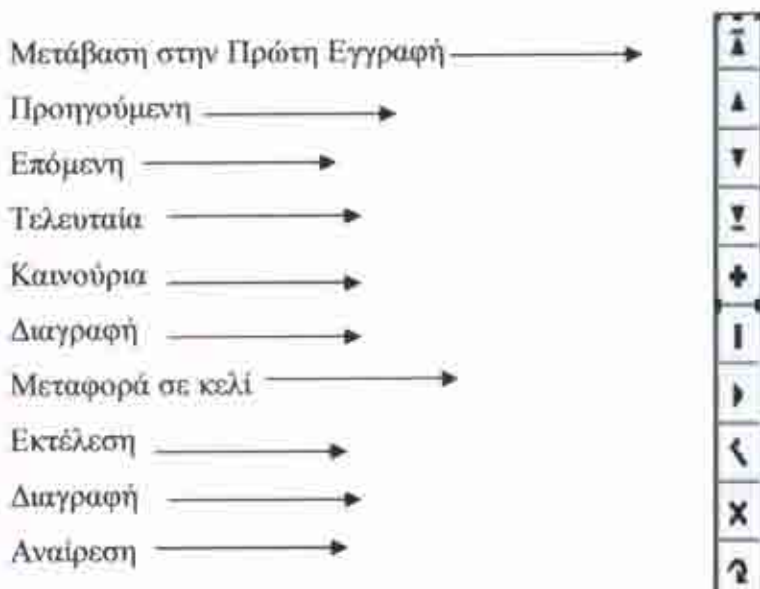 Μετάβαση στην Πρώτη Εγγραφή
Προηγούμενη
Επόμενη
Τελευταία
Καινούρια
Διαγραφή
Μεταφορά σε κελί
Εκτέλεση
Διαγραφή
Αναίρεση